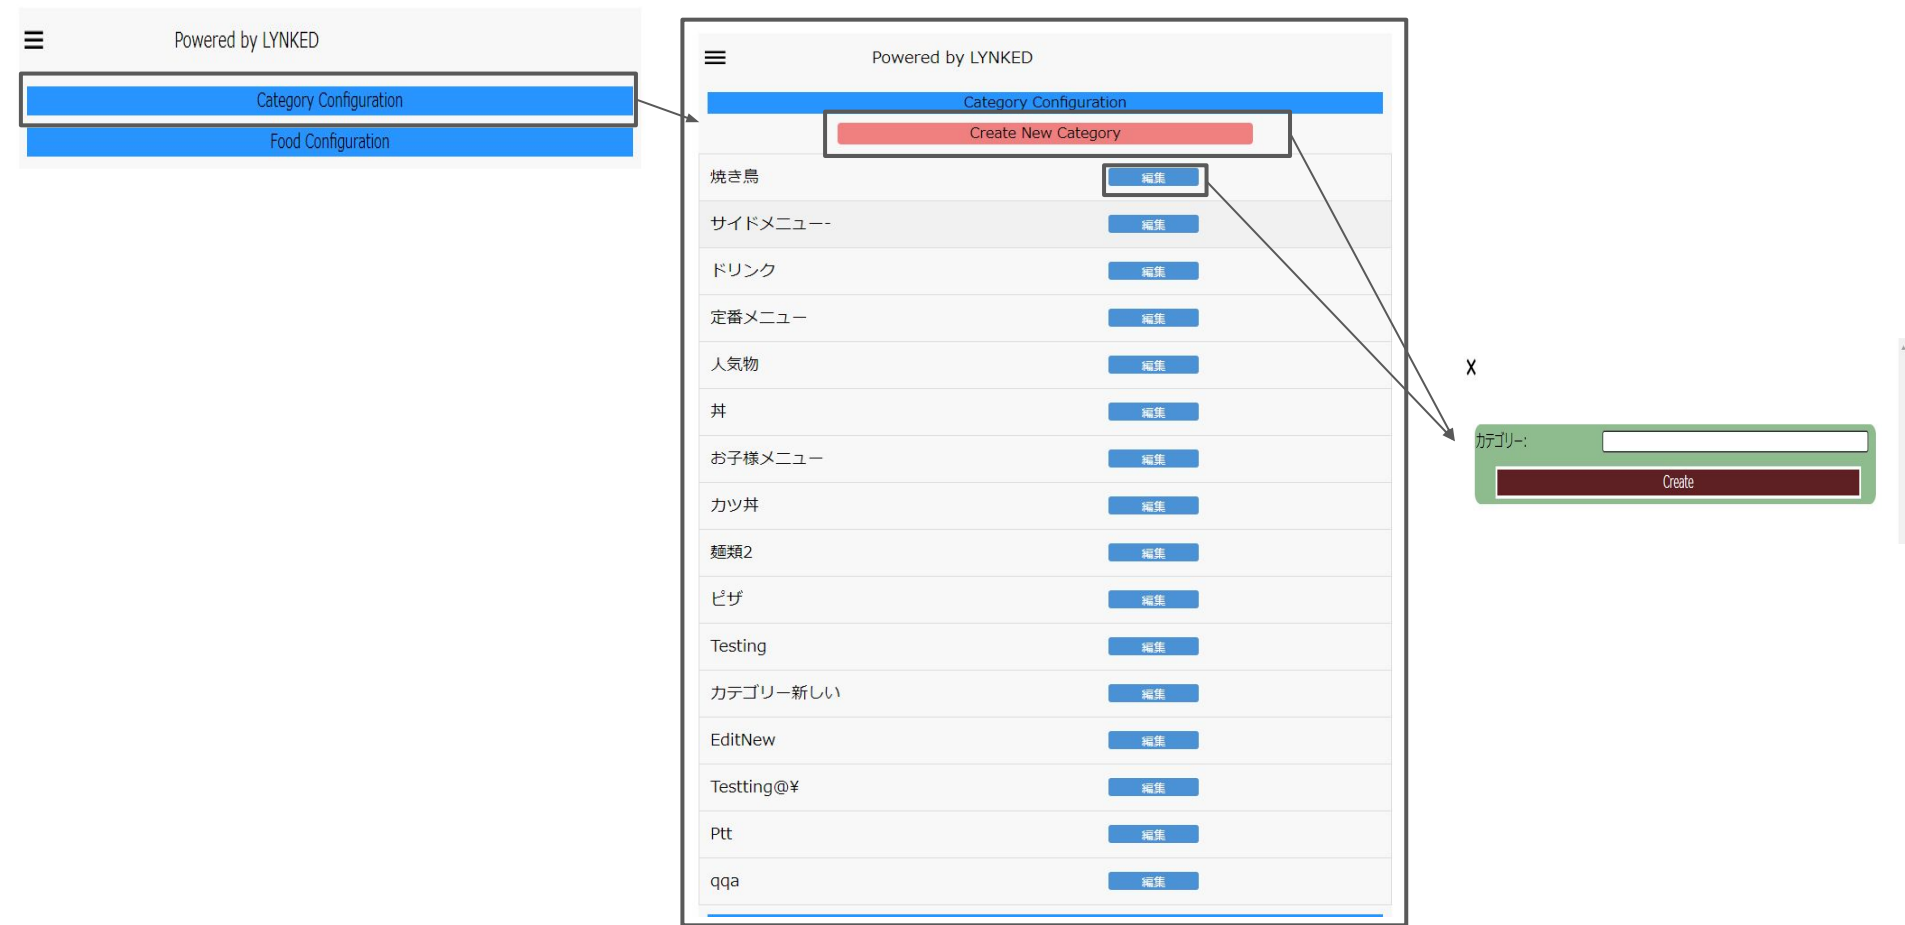 Powered by LYNKED
Category Configuration
Food Configuration
Powered by LYNKED
Category Configuration
Create New Category
焼き鳥 編集
サイドメニュー- 編集
ドリンク 編集
定番メニュー 編集
人気物 編集
丼 編集
お子様メニュー 編集
カツ丼 編集
麺類2 編集
ピザ 編集
Testing 編集
カテゴリー新しい 編集
EditNew 編集
Testting@¥ 編集
Ptt 編集
qqa 編集
X
カテゴリー:
Create